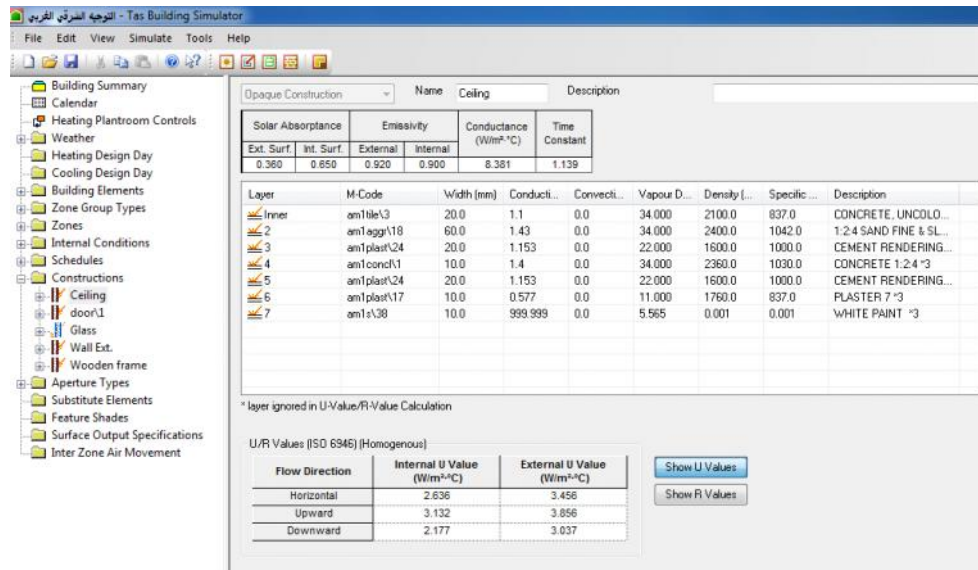 التوجيه الشرقي الغربي - Tas Building Simulator
File Edit View Simulate Tools Help
Building Summary
Calendar
Heating Plantroom Controls
Weather
Heating Design Day
Cooling Design Day
Building Elements
Zone Group Types
Zones
Internal Conditions
Schedules
Constructions
Ceiling
door\1
Glass
Wall Ext.
Wooden frame
Aperture Types
Substitute Elements
Feature Shades
Surface Output Specifications
Inter Zone Air Movement
Opaque Construction Name Ceiling Description
Solar Absorptance Emissivity Conductance (W/m²·°C) Time Constant
Ext. Surf. Int. Surf. External Internal
0.360 0.650 0.920 0.900 8.381 1.139
Layer M-Code Width (mm) Conducti... Convecti... Vapour D... Density (... Specific ... Description
Inner am1tile\3 20.0 1.1 0.0 34.000 2100.0 837.0 CONCRETE, UNCOLO...
2 am1aggr\18 60.0 1.43 0.0 34.000 2400.0 1042.0 1:2:4 SAND FINE & SL...
3 am1plast\24 20.0 1.153 0.0 22.000 1600.0 1000.0 CEMENT RENDERING...
4 am1concl\1 10.0 1.4 0.0 34.000 2360.0 1030.0 CONCRETE 1:2:4 *3
5 am1plast\24 20.0 1.153 0.0 22.000 1600.0 1000.0 CEMENT RENDERING...
6 am1plast\17 10.0 0.577 0.0 11.000 1760.0 837.0 PLASTER 7 *3
7 am1s\38 10.0 999.999 0.0 5.565 0.001 0.001 WHITE PAINT *3
* layer ignored in U-Value/R-Value Calculation
U/R Values (ISO 6946) (Homogenous)
Flow Direction Internal U Value (W/m²·°C) External U Value (W/m²·°C)
Horizontal 2.636 3.456
Upward 3.132 3.856
Downward 2.177 3.037
Show U Values
Show R Values